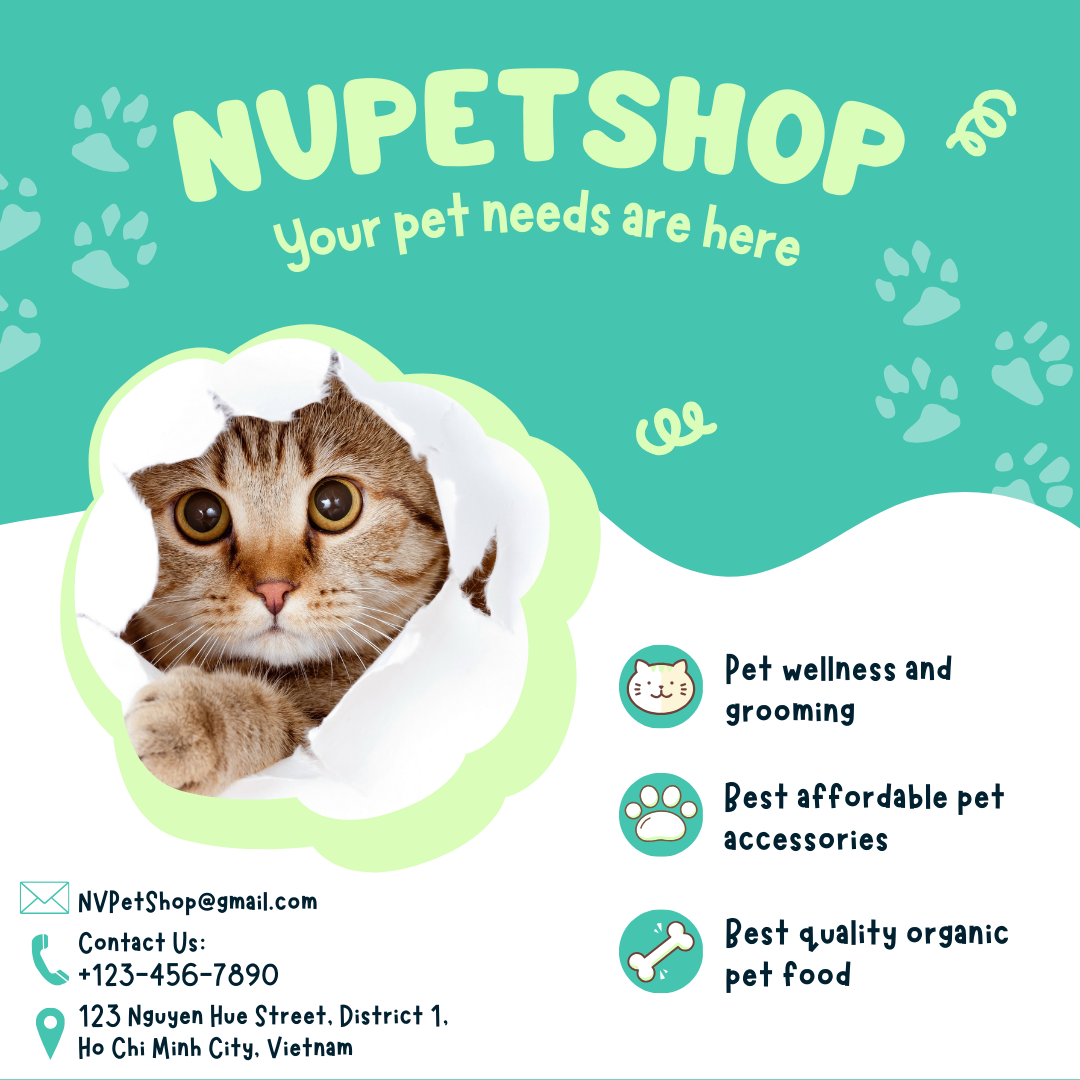 NVPETSHOP
Your pet needs are here
Pet wellness and
grooming
Best affordable pet
accessories
Best quality organic
pet food
NVPetShop@gmail.com
Contact Us:
+123-456-7890
123 Nguyen Hue Street, District 1,
Ho Chi Minh City, Vietnam